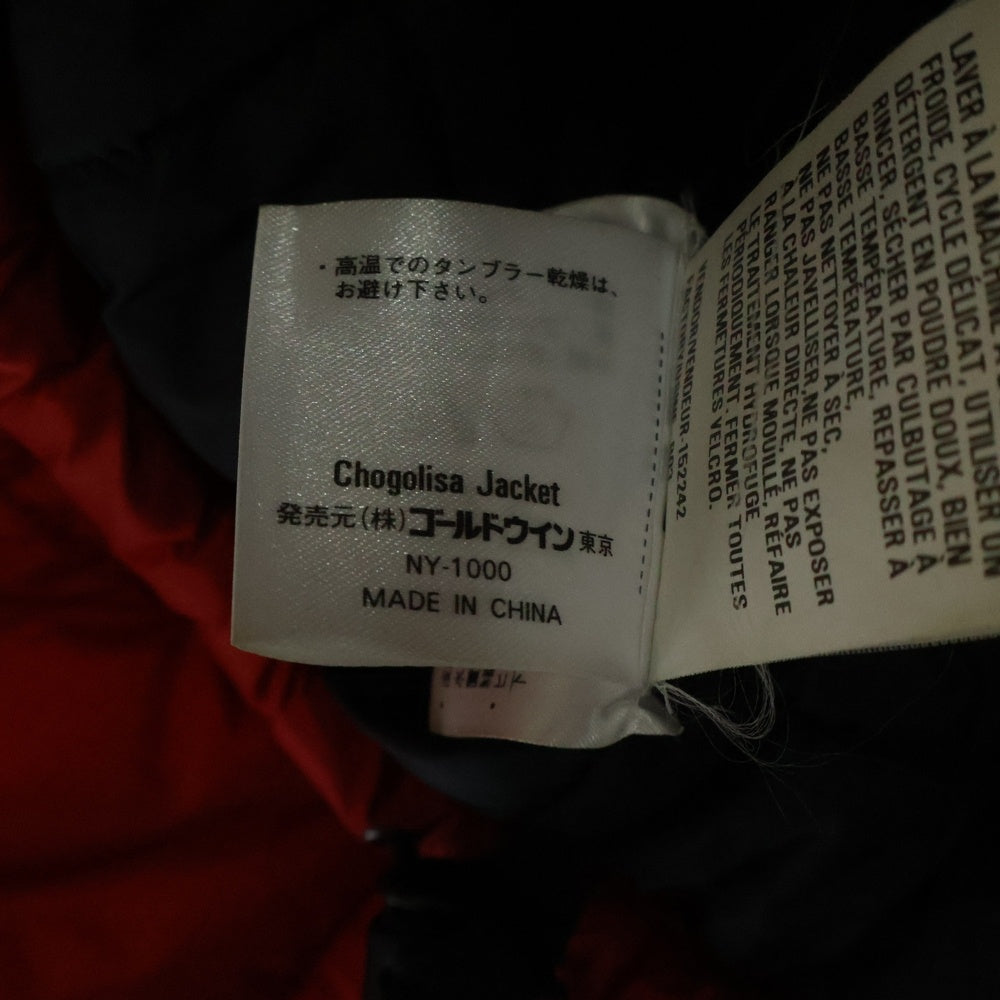 ・高温でのタンブラー乾燥は、
お避け下さい。
Chogolisa Jacket
発売元(株)ゴールドウイン東京
NY-1000
MADE IN CHINA
LAVER À LA MACHINE
FROIDE, CYCLE DÉLICAT, UTILISER UN
DÉTERGENT EN POUDRE DOUX, BIEN
RINCER, SÉCHER PAR CULBUTAGE À
BASSE TEMPÉRATURE, REPASSER À
BASSE TEMPÉRATURE,
NE PAS NETTOYER À SEC,
NE PAS JAVELLISER, NE PAS EXPOSER
A LA CHALEUR DIRECTE, NE PAS
RANGER LORSQUE MOUILLÉ, RÉFAIRE
LE TRAITEMENT HYDROFUGE
PÉRIODIQUEMENT. FERMER TOUTES
LES FERMETURES VELCRO.
VENDOR/VENDEUR-152242